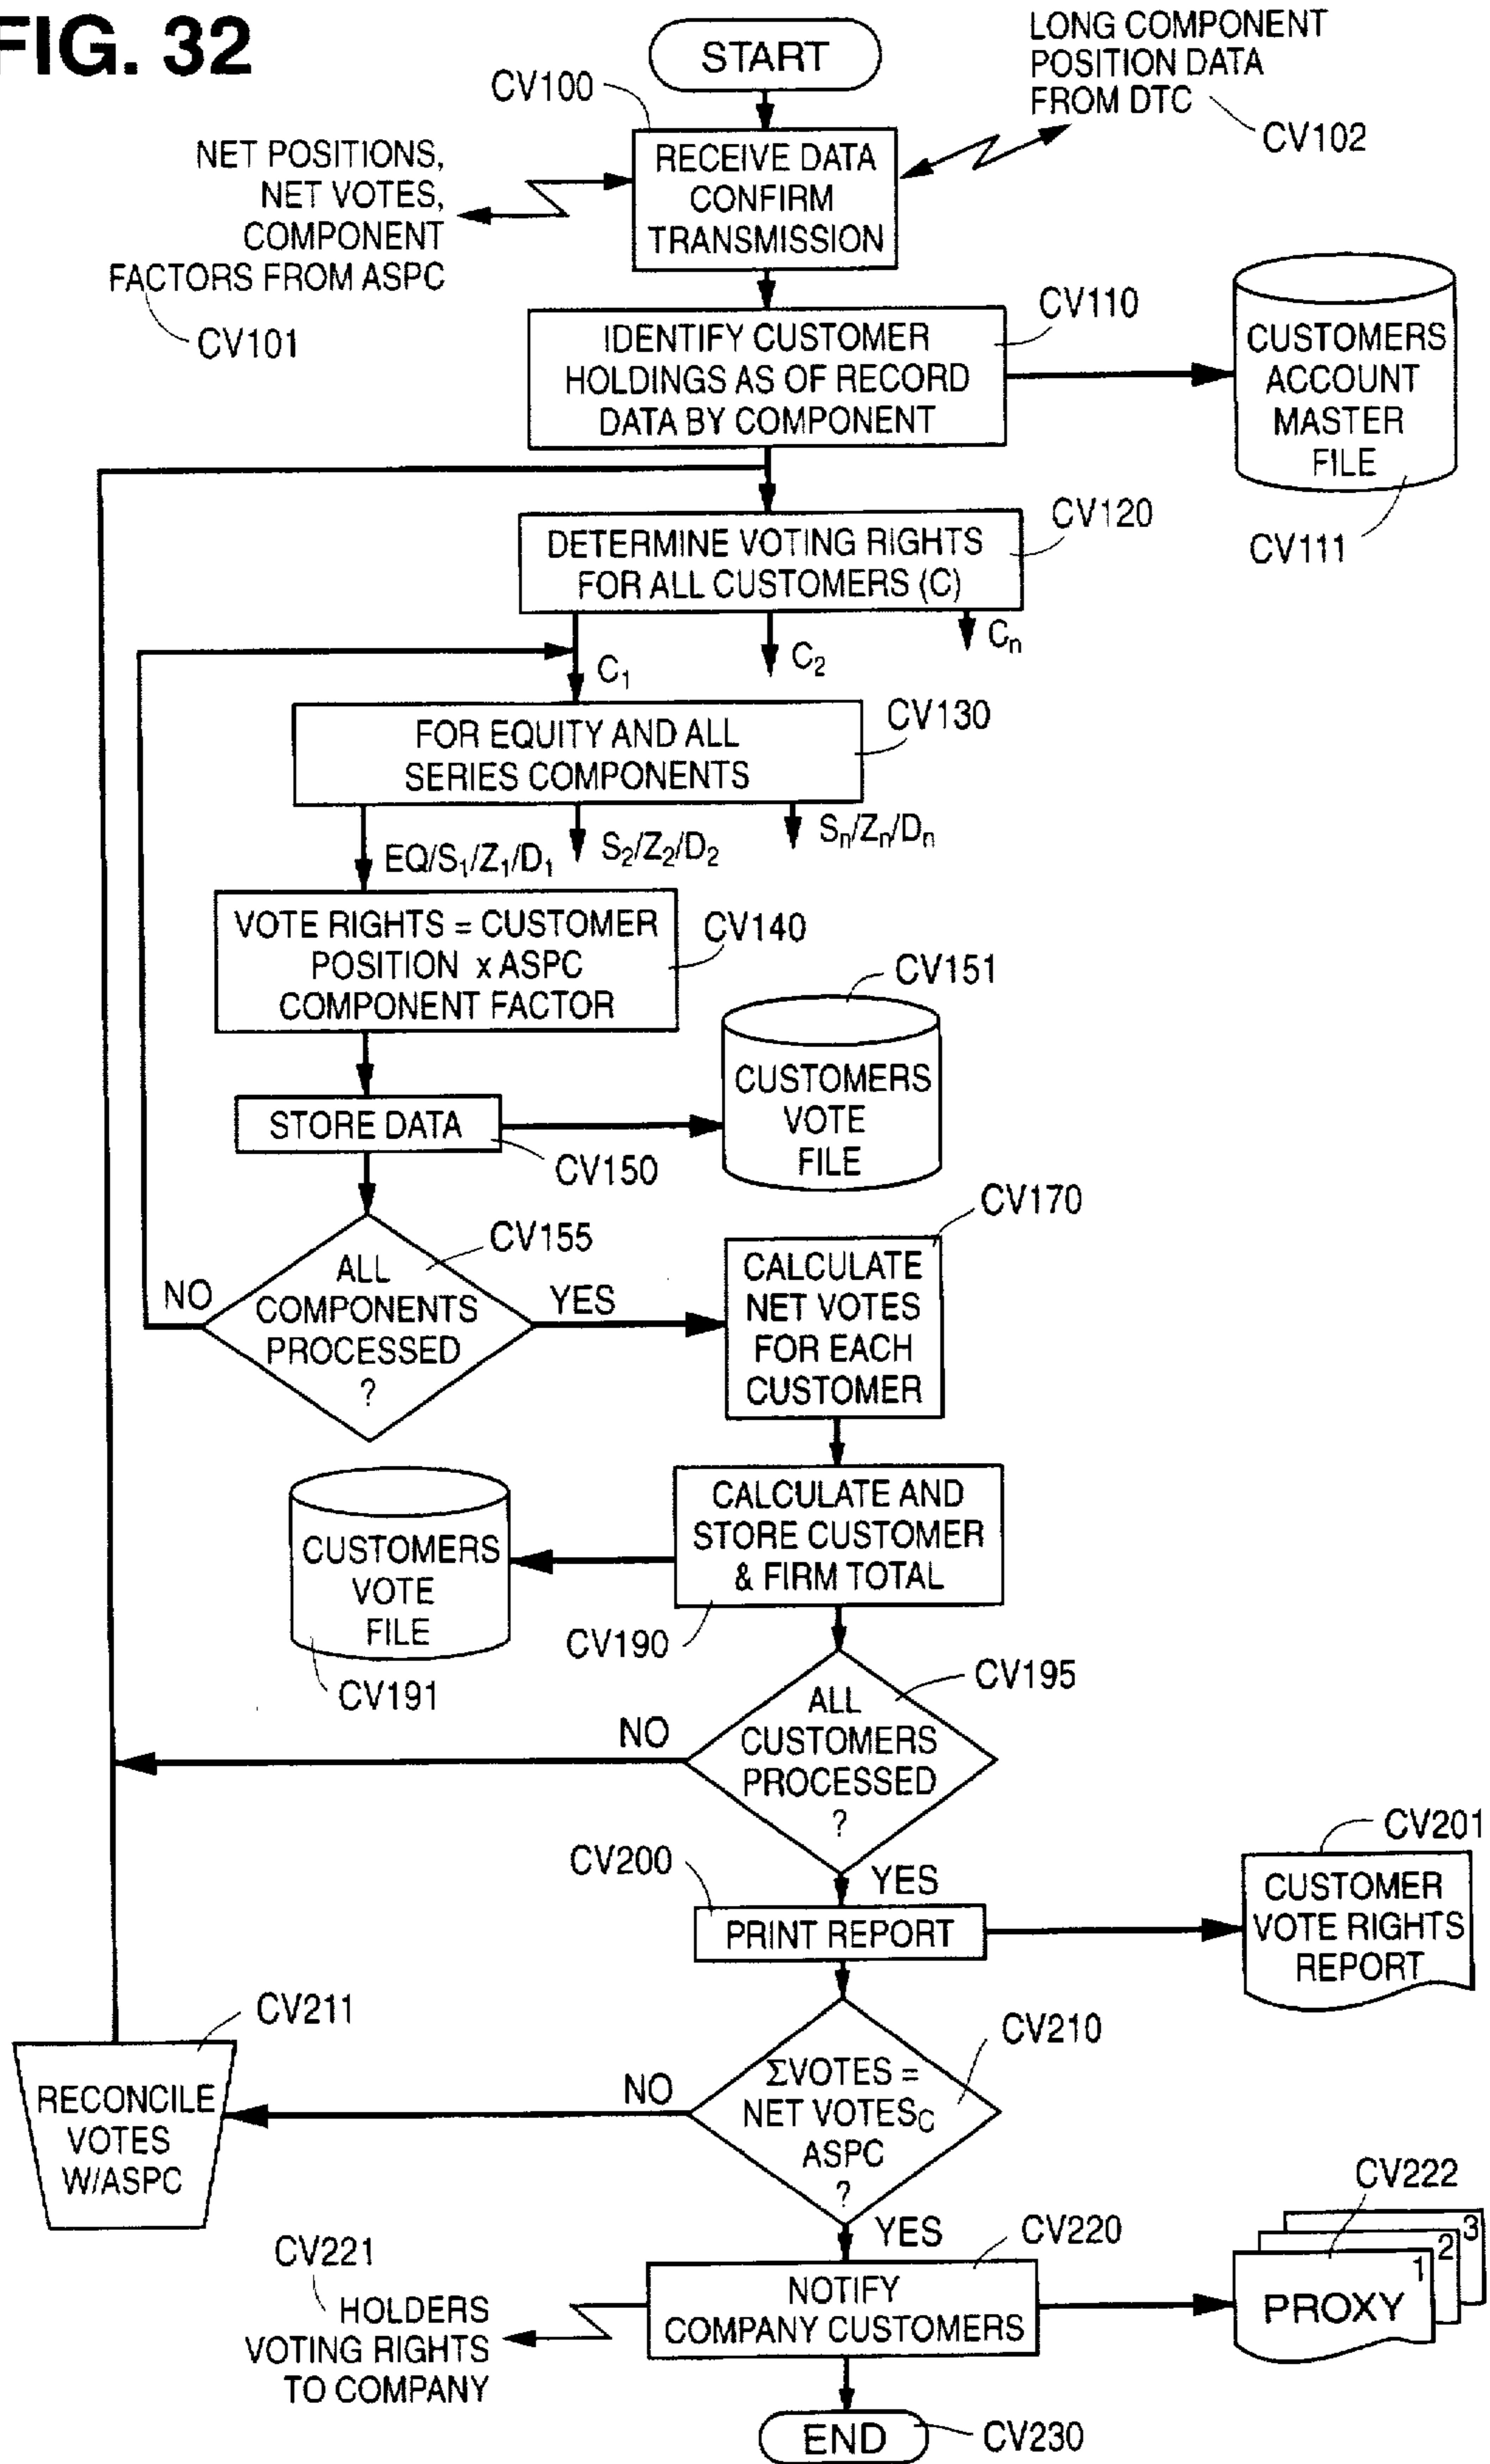 FIG. 32
START
LONG COMPONENT
POSITION DATA
FROM DTC
CV102
CV100
RECEIVE DATA
CONFIRM
TRANSMISSION
NET POSITIONS,
NET VOTES,
COMPONENT
FACTORS FROM ASPC
CV101
IDENTIFY CUSTOMER
HOLDINGS AS OF RECORD
DATA BY COMPONENT
CV110
CUSTOMERS
ACCOUNT
MASTER
FILE
CV111
DETERMINE VOTING RIGHTS
FOR ALL CUSTOMERS (C)
CV120
C1
C2
Cn
FOR EQUITY AND ALL
SERIES COMPONENTS
CV130
EQ/S1/Z1/D1
S2/Z2/D2
Sn/Zn/Dn
VOTE RIGHTS = CUSTOMER
POSITION x ASPC
COMPONENT FACTOR
CV140
CV151
CUSTOMERS
VOTE
FILE
STORE DATA
CV150
CV155
ALL
COMPONENTS
PROCESSED
?
NO
YES
CV170
CALCULATE
NET VOTES
FOR EACH
CUSTOMER
CALCULATE AND
STORE CUSTOMER
& FIRM TOTAL
CV190
CUSTOMERS
VOTE
FILE
CV191
CV195
ALL
CUSTOMERS
PROCESSED
?
NO
YES
CV200
PRINT REPORT
CV201
CUSTOMER
VOTE RIGHTS
REPORT
CV211
RECONCILE
VOTES
W/ASPC
NO
CV210
ΣVOTES =
NET VOTESC
ASPC
?
YES
CV220
NOTIFY
COMPANY CUSTOMERS
CV221
HOLDERS
VOTING RIGHTS
TO COMPANY
CV222
3
2
1
PROXY
END
CV230